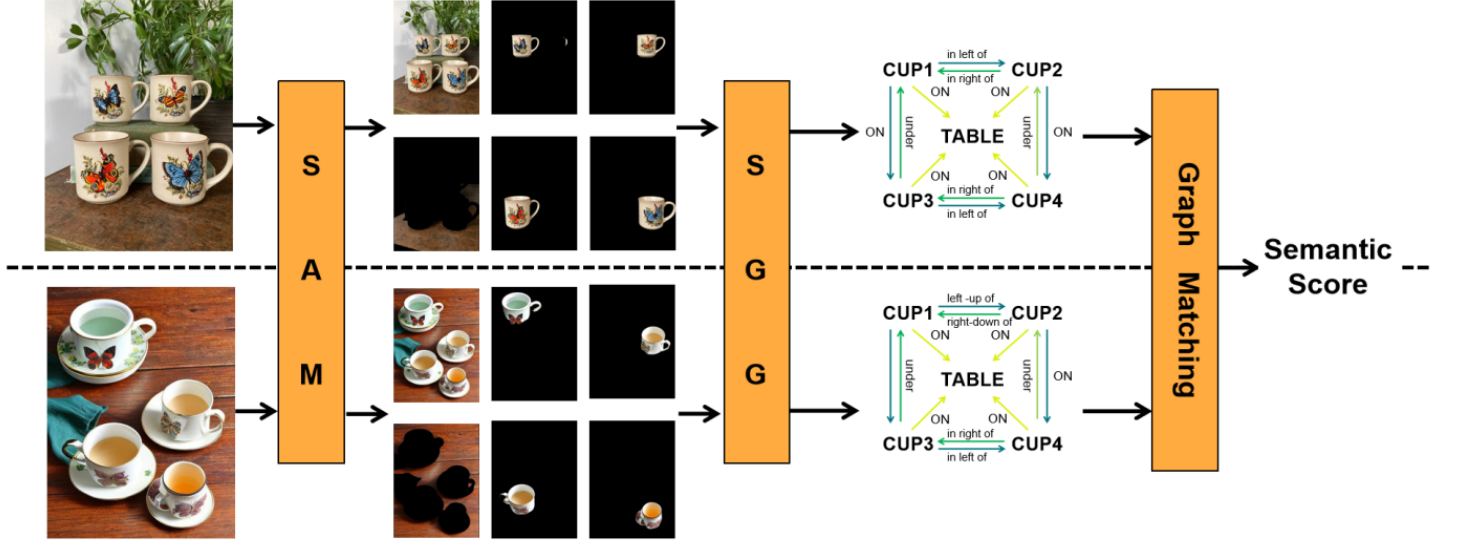 S
A
M
S
G
G
in left of
CUP1
CUP2
in right of
ON
ON
ON
under
TABLE
under
ON
ON
ON
in right of
CUP3
CUP4
in left of
Graph Matching
Semantic
Score
left -up of
CUP1
CUP2
right-down of
ON
ON
under
TABLE
under
ON
ON
ON
in right of
CUP3
CUP4
in left of